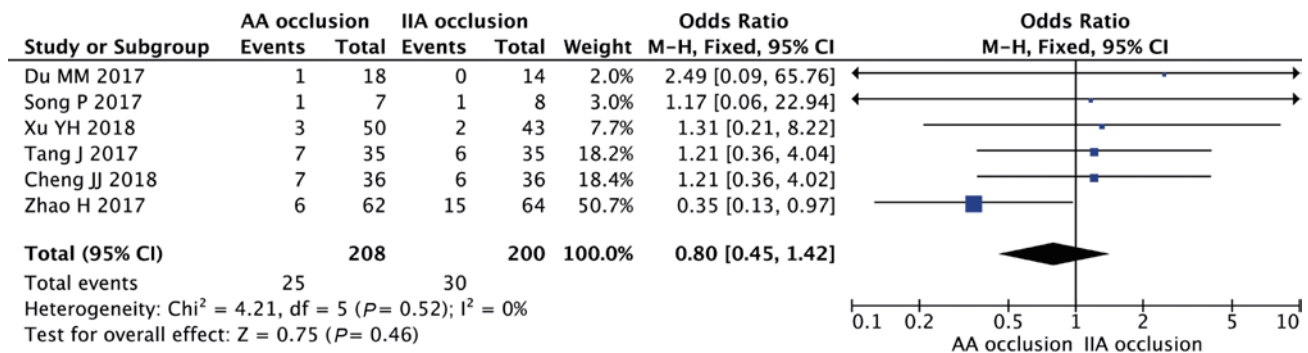 AA occlusion IIA occlusion Odds Ratio Odds Ratio
Study or Subgroup Events Total Events Total Weight M-H, Fixed, 95% CI M-H, Fixed, 95% CI
Du MM 2017 1 18 0 14 2.0% 2.49 [0.09, 65.76]
Song P 2017 1 7 1 8 3.0% 1.17 [0.06, 22.94]
Xu YH 2018 3 50 2 43 7.7% 1.31 [0.21, 8.22]
Tang J 2017 7 35 6 35 18.2% 1.21 [0.36, 4.04]
Cheng JJ 2018 7 36 6 36 18.4% 1.21 [0.36, 4.02]
Zhao H 2017 6 62 15 64 50.7% 0.35 [0.13, 0.97]
Total (95% CI) 208 200 100.0% 0.80 [0.45, 1.42]
Total events 25 30
Heterogeneity: Chi² = 4.21, df = 5 (P= 0.52); I² = 0%
Test for overall effect: Z = 0.75 (P= 0.46)
0.1 0.2 0.5 1 2 5 10
AA occlusion IIA occlusion